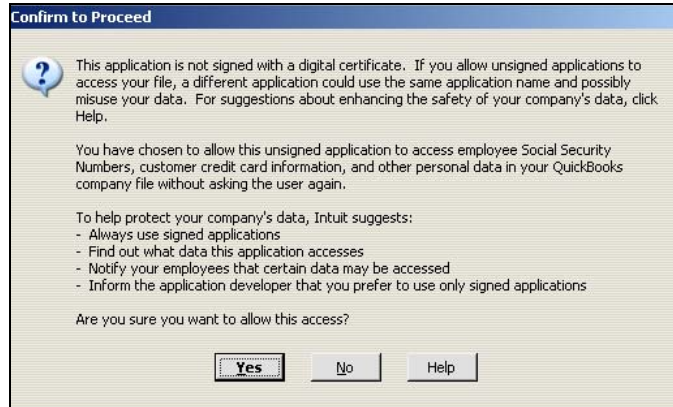 Confirm to Proceed
This application is not signed with a digital certificate. If you allow unsigned applications to
access your file, a different application could use the same application name and possibly
misuse your data. For suggestions about enhancing the safety of your company's data, click
Help.
You have chosen to allow this unsigned application to access employee Social Security
Numbers, customer credit card information, and other personal data in your QuickBooks
company file without asking the user again.
To help protect your company's data, Intuit suggests:
- Always use signed applications
- Find out what data this application accesses
- Notify your employees that certain data may be accessed
- Inform the application developer that you prefer to use only signed applications
Are you sure you want to allow this access?
Yes No Help